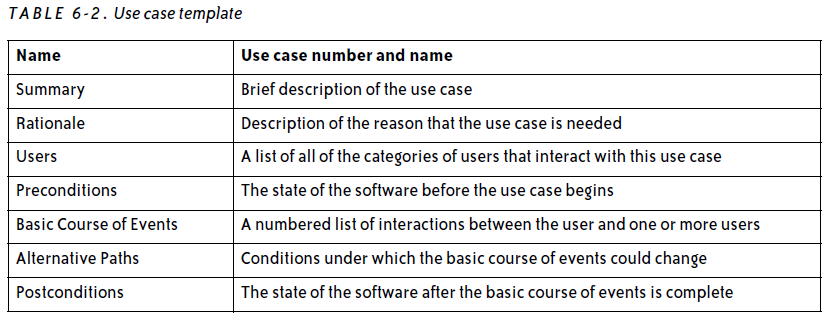 TABLE 6-2. Use case template
Name Use case number and name
Summary Brief description of the use case
Rationale Description of the reason that the use case is needed
Users A list of all of the categories of users that interact with this use case
Preconditions The state of the software before the use case begins
Basic Course of Events A numbered list of interactions between the user and one or more users
Alternative Paths Conditions under which the basic course of events could change
Postconditions The state of the software after the basic course of events is complete